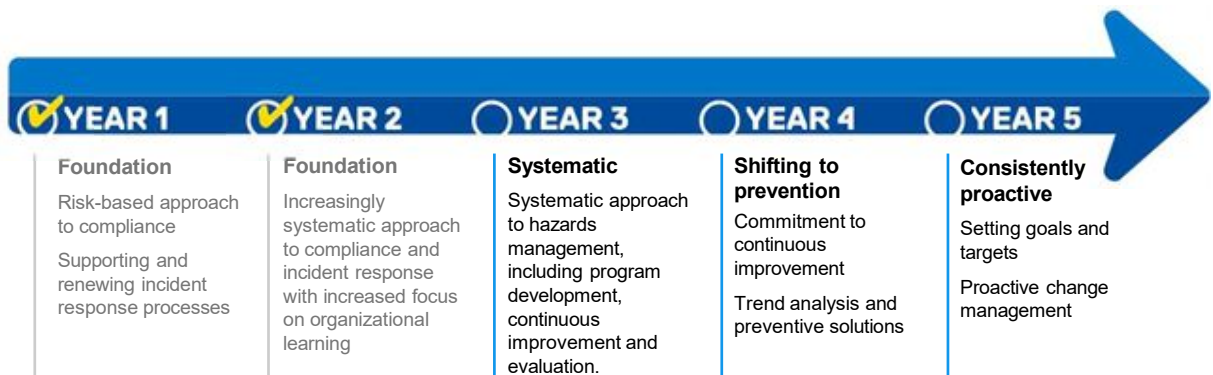 YEAR 1
YEAR 2
YEAR 3
YEAR 4
YEAR 5
Foundation
Risk-based approach
to compliance
Supporting and
renewing incident
response processes
Foundation
Increasingly
systematic approach
to compliance and
incident response
with increased focus
on organizational
learning
Systematic
Systematic approach
to hazards
management,
including program
development,
continuous
improvement and
evaluation.
Shifting to
prevention
Commitment to
continuous
improvement
Trend analysis and
preventive solutions
Consistently
proactive
Setting goals and
targets
Proactive change
management